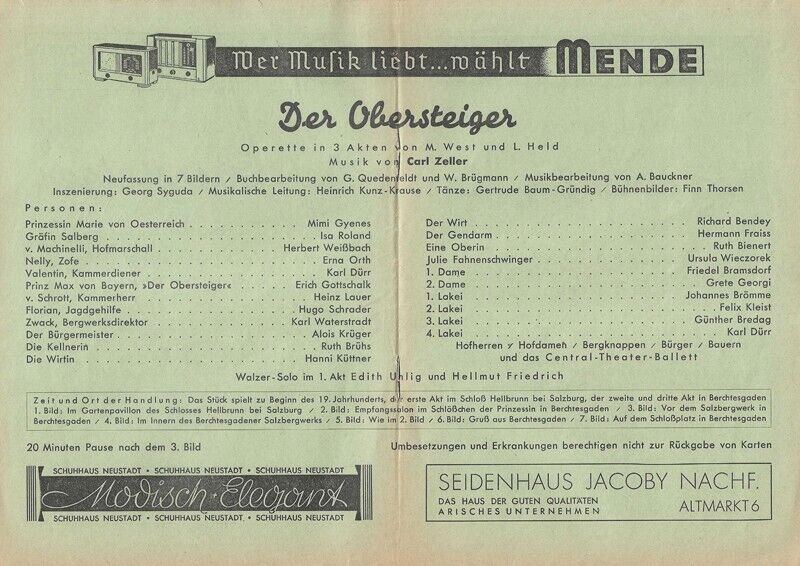 Wer Musik liebt...wählt MENDE
Der Obersteiger
Operette in 3 Akten von M. West und L. Held
Musik von Carl Zeller
Neufassung in 7 Bildern / Buchbearbeitung von G. Quedenfeldt und W. Brügmann / Musikbearbeitung von A. Bauckner
Inszenierung: Georg Syguda / Musikalische Leitung: Heinrich Kunz-Krause / Tänze: Gertrude Baum-Gründig / Bühnenbilder: Finn Thorsen
Personen:
Prinzessin Marie von Oesterreich . . . . . Mimi Gyenes
Gräfin Salberg . . . . . Isa Roland
v. Machinelli, Hofmarschall . . . . . Herbert Weißbach
Nelly, Zofe . . . . . Erna Orth
Valentin, Kammerdiener . . . . . Karl Dürr
Prinz Max von Bayern, »Der Obersteiger« . . . . . Erich Gottschalk
v. Schrott, Kammerherr . . . . . Heinz Lauer
Florian, Jagdgehilfe . . . . . Hugo Schrader
Zwack, Bergwerksdirektor . . . . . Karl Waterstradt
Der Bürgermeister . . . . . Alois Krüger
Die Kellnerin . . . . . Ruth Brühs
Die Wirtin . . . . . Hanni Küttner
Der Wirt . . . . . Richard Bendey
Der Gendarm . . . . . Hermann Fraiss
Eine Oberin . . . . . Ruth Bienert
Julie Fahnenschwinger . . . . . Ursula Wieczorek
1. Dame . . . . . Friedel Bramsdorf
2. Dame . . . . . Grete Georgi
1. Lakei . . . . . Johannes Brömme
2. Lakei . . . . . Felix Kleist
3. Lakei . . . . . Günther Bredag
4. Lakei . . . . . Karl Dürr
Hofherren / Hofdamen / Bergknappen / Bürger / Bauern
und das Central-Theater-Ballett
Walzer-Solo im 1. Akt Edith Uhlig und Hellmut Friedrich
Zeit und Ort der Handlung: Das Stück spielt zu Beginn des 19. Jahrhunderts, der erste Akt im Schloß Hellbrunn bei Salzburg, der zweite und dritte Akt in Berchtesgaden
1. Bild: Im Gartenpavillon des Schlosses Hellbrunn bei Salzburg / 2. Bild: Empfangssalon im Schlößchen der Prinzessin in Berchtesgaden / 3. Bild: Vor dem Salzbergwerk in
Berchtesgaden / 4. Bild: Im Innern des Berchtesgadener Salzbergwerks / 5. Bild: Wie im 2. Bild / 6. Bild: Gruß aus Berchtesgaden / 7. Bild: Auf dem Schloßplatz in Berchtesgaden
20 Minuten Pause nach dem 3. Bild
Umbesetzungen und Erkrankungen berechtigen nicht zur Rückgabe von Karten
SCHUHHAUS NEUSTADT • SCHUHHAUS NEUSTADT • SCHUHHAUS NEUSTADT
Modisch-Elegant
SCHUHHAUS NEUSTADT • SCHUHHAUS NEUSTADT • SCHUHHAUS NEUSTADT
SEIDENHAUS JACOBY NACHF.
DAS HAUS DER GUTEN QUALITATEN
ARISCHES UNTERNEHMEN
ALTMARKT 6